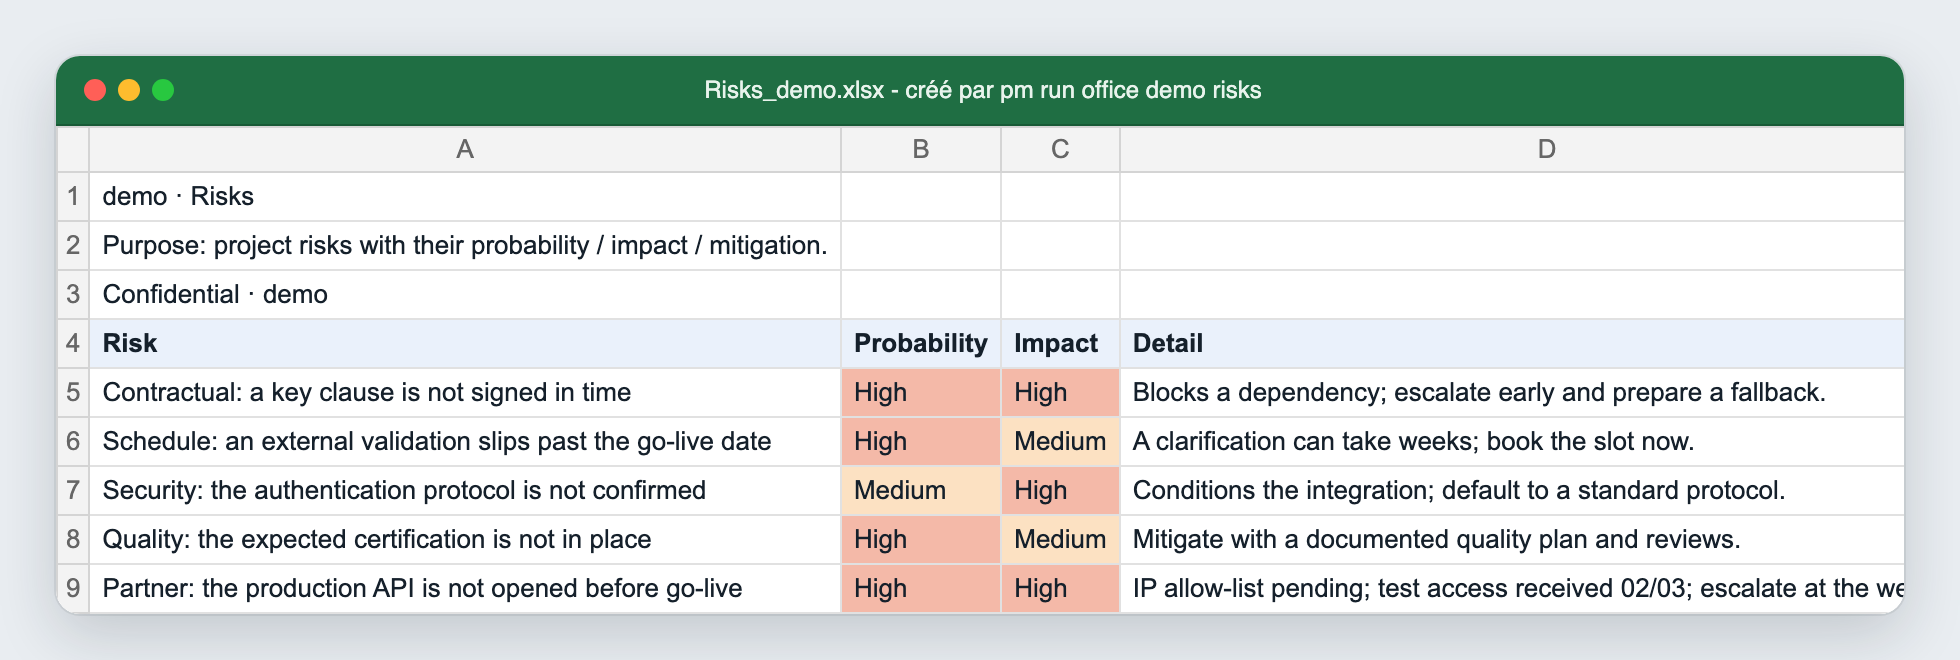 Risks_demo.xlsx - créé par pm run office demo risks
A B C D
1 demo · Risks
2 Purpose: project risks with their probability / impact / mitigation.
3 Confidential · demo
4 Risk Probability Impact Detail
5 Contractual: a key clause is not signed in time High High Blocks a dependency; escalate early and prepare a fallback.
6 Schedule: an external validation slips past the go-live date High Medium A clarification can take weeks; book the slot now.
7 Security: the authentication protocol is not confirmed Medium High Conditions the integration; default to a standard protocol.
8 Quality: the expected certification is not in place High Medium Mitigate with a documented quality plan and reviews.
9 Partner: the production API is not opened before go-live High High IP allow-list pending; test access received 02/03; escalate at the